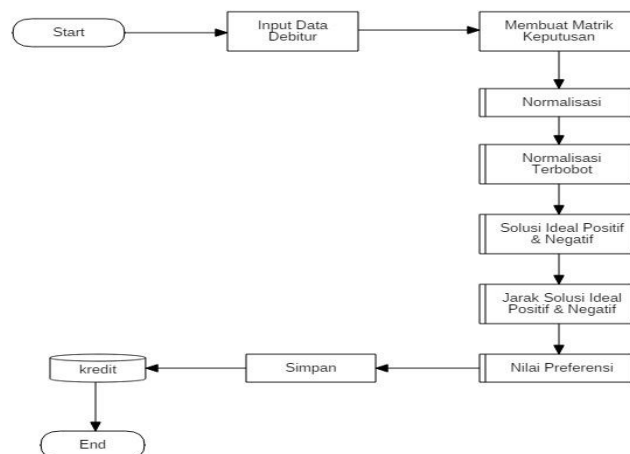 Start
Input Data
Debitur
Membuat Matrik
Keputusan
Normalisasi
Normalisasi
Terbobot
Solusi Ideal Positif
& Negatif
Jarak Solusi Ideal
Positif & Negatif
Nilai Preferensi
Simpan
kredit
End